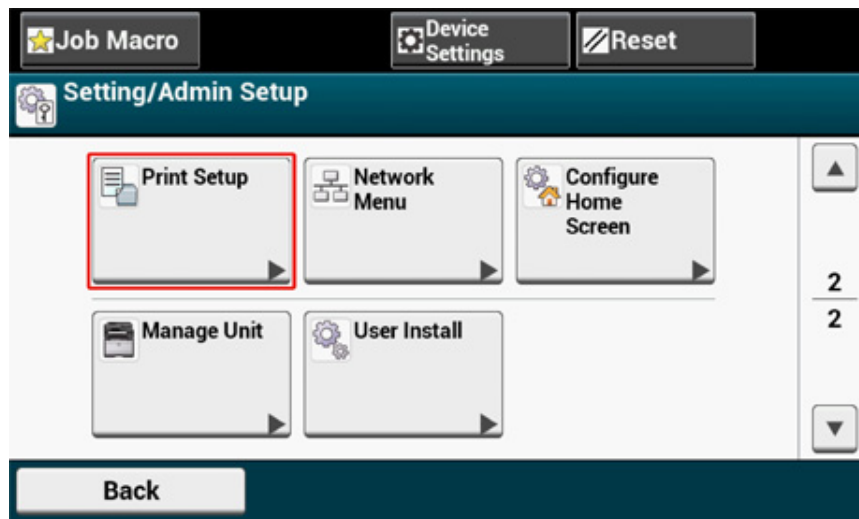 Job Macro
Device
Settings
Reset
Setting/Admin Setup
Print Setup
Network
Menu
Configure
Home
Screen
2
2
Manage Unit
User Install
Back